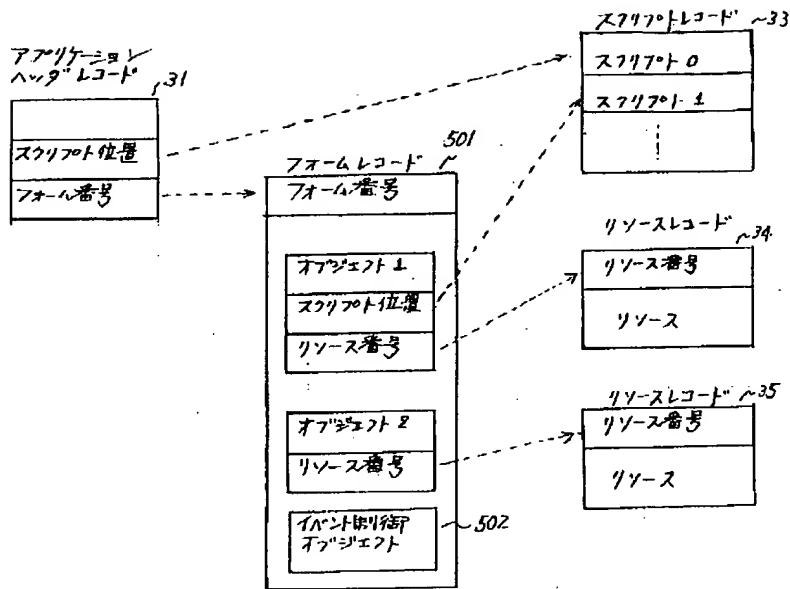 アプリケーション
ヘッダレコード
31
スクリプト位置
フォーム番号
フォームレコード
501
フォーム番号
オブジェクト1
スクリプト位置
リソース番号
オブジェクト2
リソース番号
イベント制御
オブジェクト
502
スクリプトレコード
33
スクリプト0
スクリプト1
リソースレコード
34
リソース番号
リソース
リソースレコード
35
リソース番号
リソース